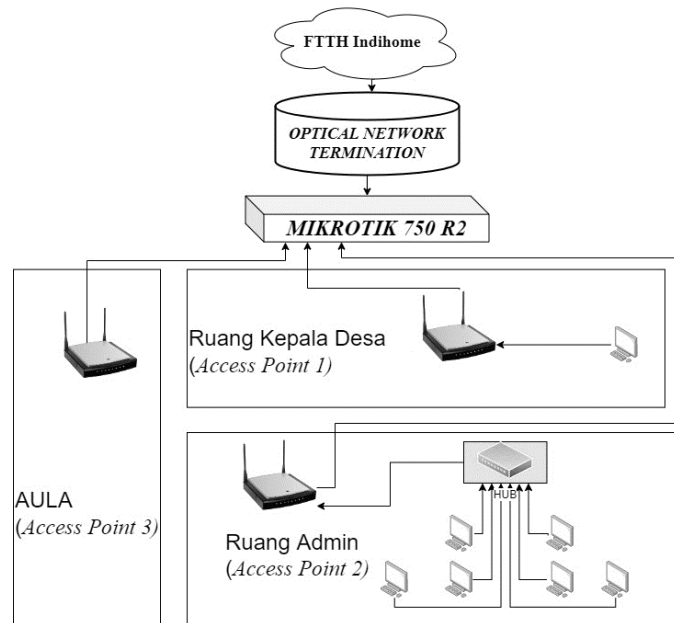 FTTH Indihome
OPTICAL NETWORK
TERMINATION
MIKROTIK 750 R2
Ruang Kepala Desa
(Access Point 1)
AULA
(Access Point 3)
HUB
Ruang Admin
(Access Point 2)